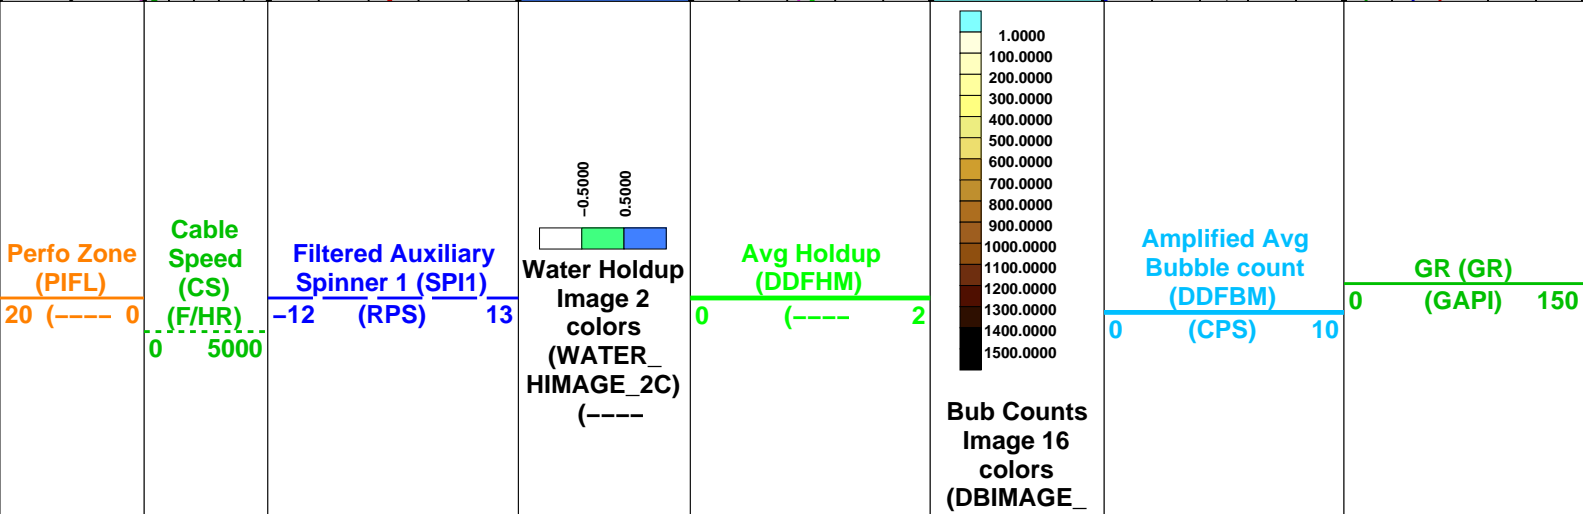 Perfo Zone
(PIFL)
20 (---- 0
Cable
Speed
(CS)
(F/HR)
0 5000
Filtered Auxiliary
Spinner 1 (SPI1)
-12 (RPS) 13
-0.5000
0.5000
Water Holdup
Image 2
colors
(WATER_
HIMAGE_2C)
(----
Avg Holdup
(DDFHM)
0 (---- 2
1.0000
100.0000
200.0000
300.0000
400.0000
500.0000
600.0000
700.0000
800.0000
900.0000
1000.0000
1100.0000
1200.0000
1300.0000
1400.0000
1500.0000
Bub Counts
Image 16
colors
(DBIMAGE_
Amplified Avg
Bubble count
(DDFBM)
0 (CPS) 10
GR (GR)
0 (GAPI) 150